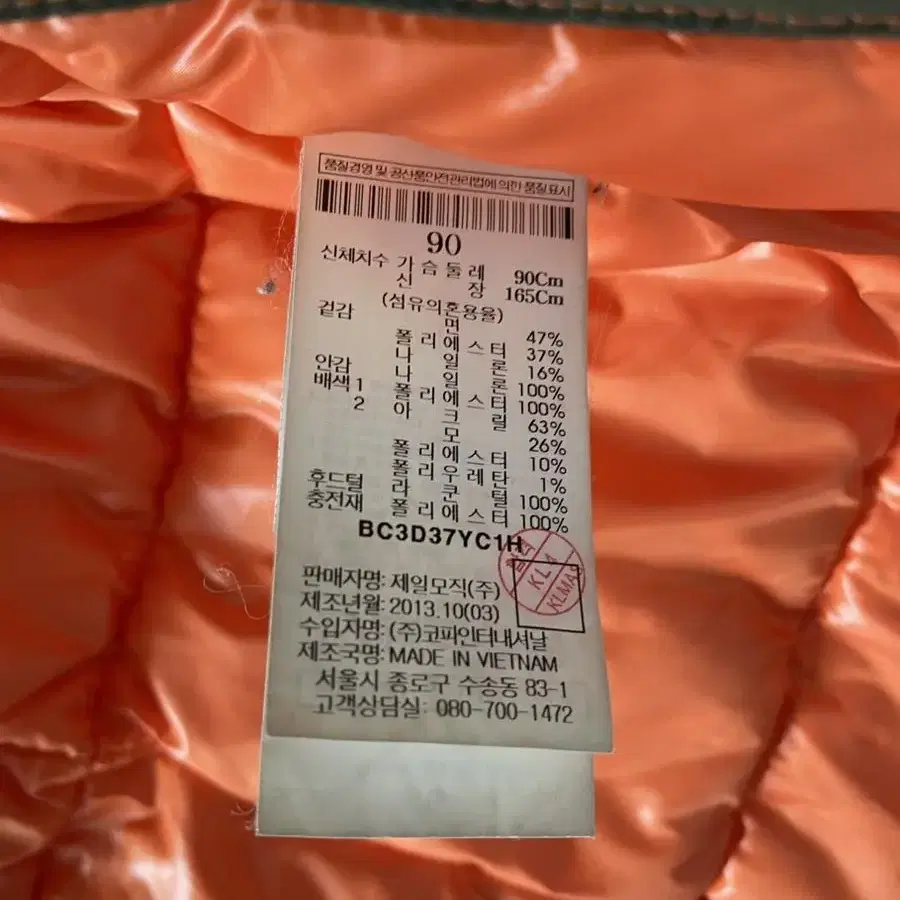 품질경영 및 공산품안전관리법에 의한 품질표시
90
신체치수 가슴둘레 90Cm
신장 165Cm
(섬유의혼용율)
겉감 면 47%
폴리에스터 37%
나일론 16%
안감 나일론 100%
배색1 폴리에스터 100%
2 아크릴 63%
모 26%
폴리에스터 10%
폴리우레탄 1%
후드털 라쿤털 100%
충전재 폴리에스터 100%
BC3D37YC1H
KLMA
판매자명: 제일모직(주)
제조년월: 2013.10(03)
수입자명: (주)코파인터내셔날
제조국명: MADE IN VIETNAM
서울시 종로구 수송동 83-1
고객상담실: 080-700-1472